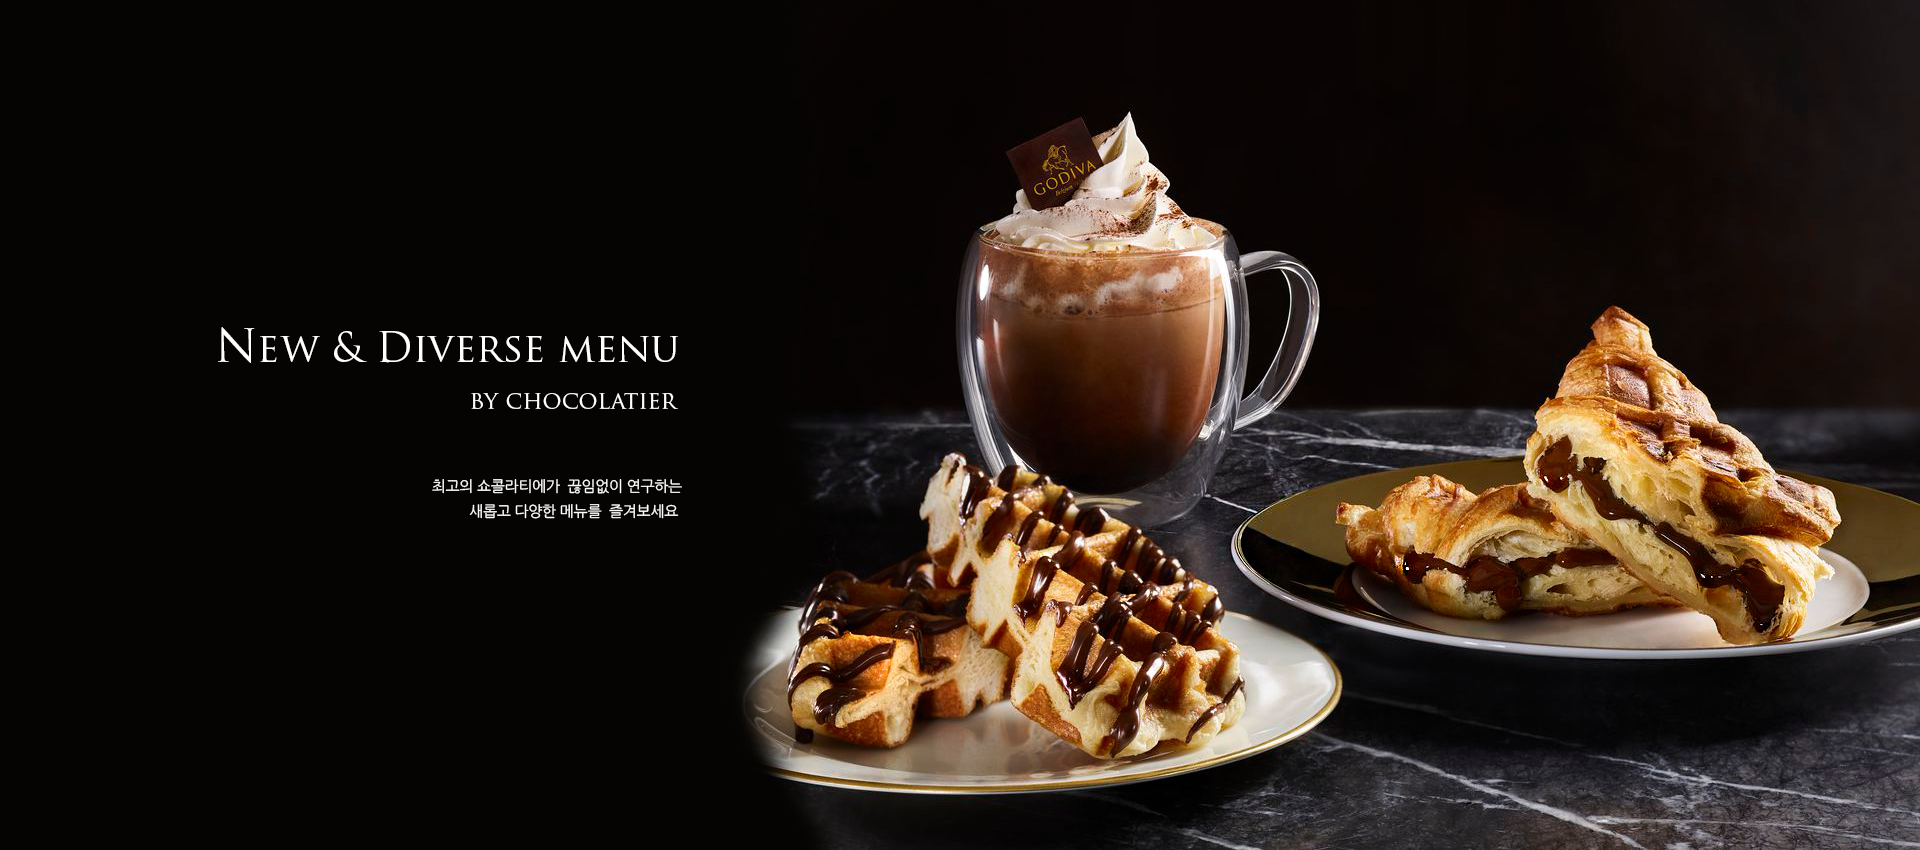 New & Diverse menu
by chocolatier
최고의 쇼콜라티에가 끊임없이 연구하는
새롭고 다양한 메뉴를 즐겨보세요
GODIVA
Belgium